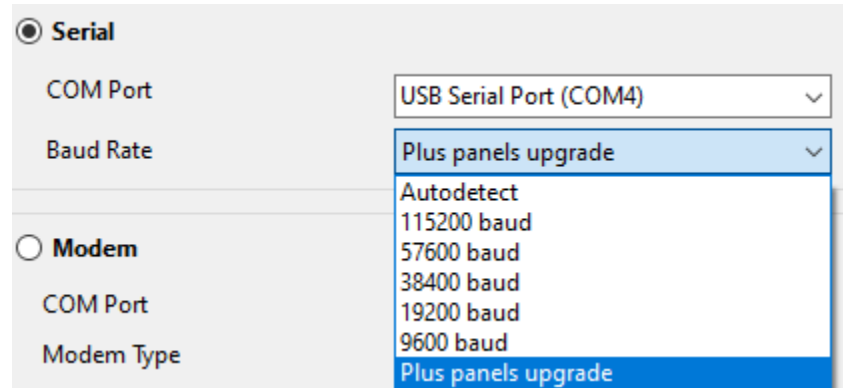 Serial
COM Port
USB Serial Port (COM4)
Baud Rate
Plus panels upgrade
Autodetect
115200 baud
57600 baud
38400 baud
19200 baud
9600 baud
Plus panels upgrade
Modem
COM Port
Modem Type